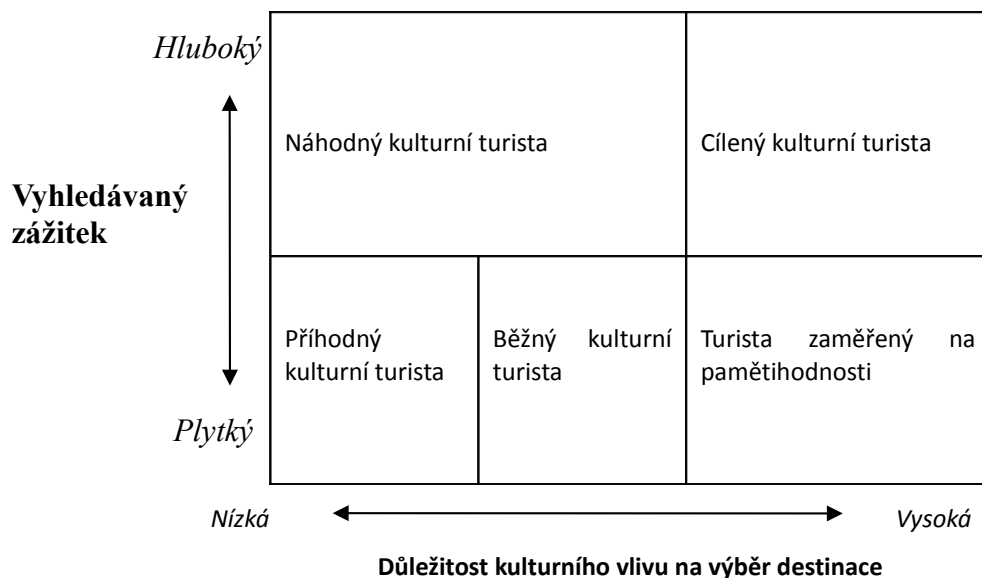 Hluboký
Náhodný kulturní turista
Cílený kulturní turista
Vyhledávaný
zážitek
Příhodný
kulturní turista
Běžný kulturní
turista
Turista zaměřený na
pamětihodnosti
Plytký
Nízká
Vysoká
Důležitost kulturního vlivu na výběr destinace